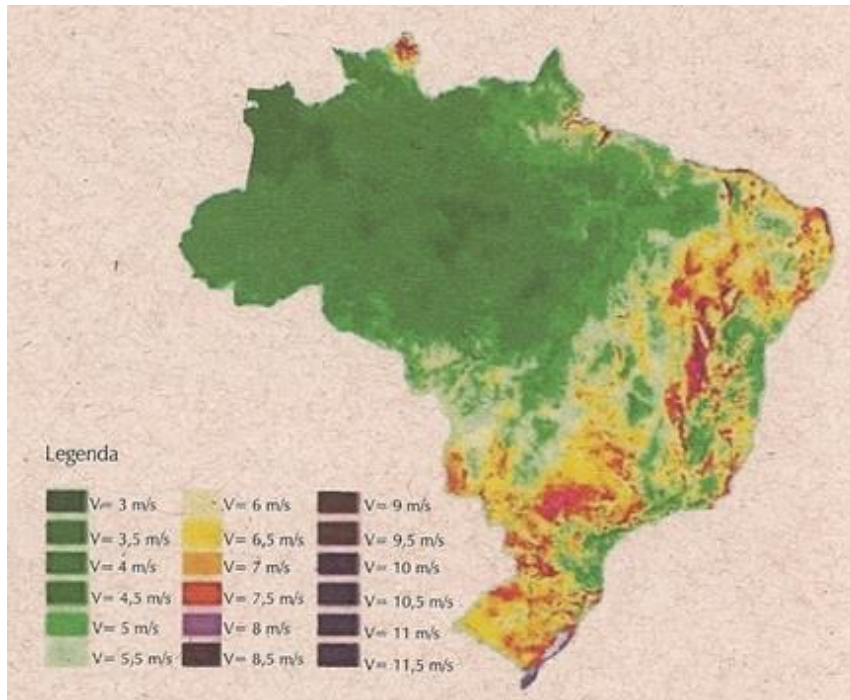 Legenda
V= 3 m/s
V= 3,5 m/s
V= 4 m/s
V= 4,5 m/s
V= 5 m/s
V= 5,5 m/s
V= 6 m/s
V= 6,5 m/s
V= 7 m/s
V= 7,5 m/s
V= 8 m/s
V= 8,5 m/s
V= 9 m/s
V= 9,5 m/s
V= 10 m/s
V= 10,5 m/s
V= 11 m/s
V= 11,5 m/s